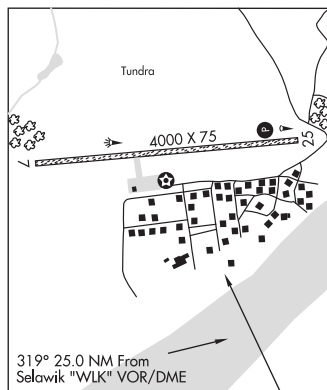 Tundra
P
4000 X 75
25
7
319° 25.0 NM From
Selawik "WLK" VOR/DME